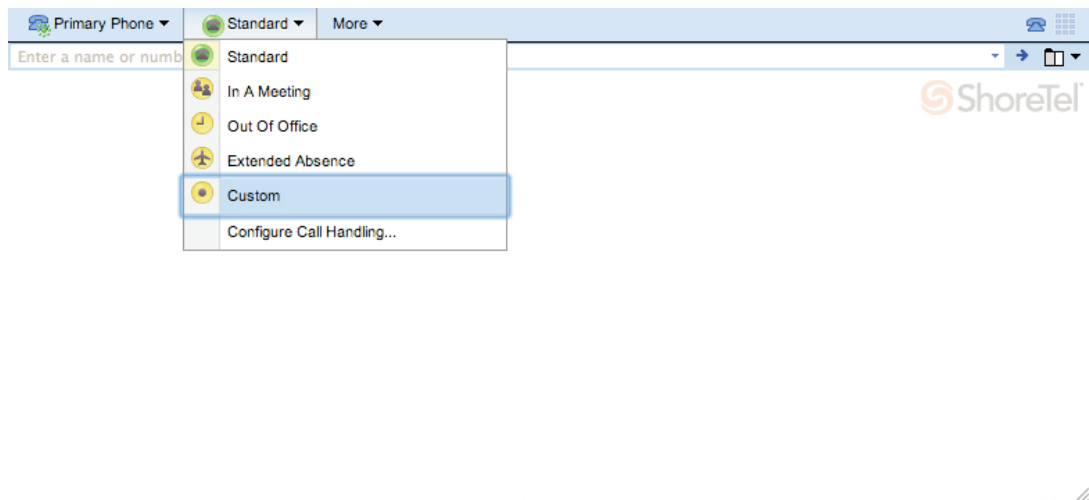 Primary Phone Standard More
Enter a name or numb
ShoreTel
Standard
In A Meeting
Out Of Office
Extended Absence
Custom
Configure Call Handling...